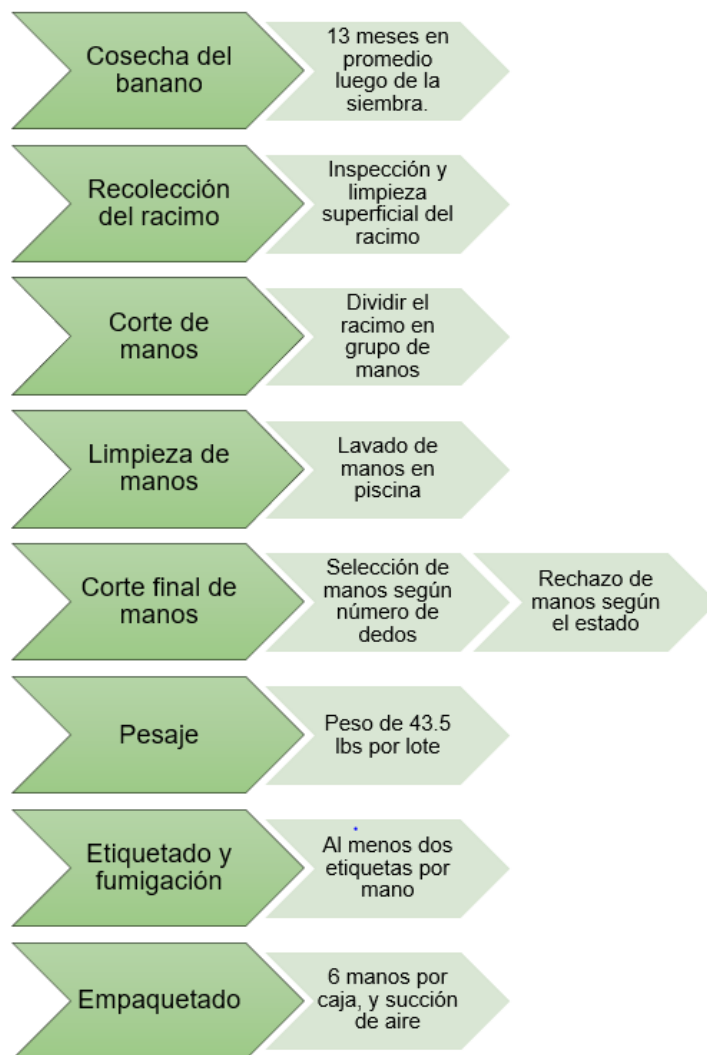 Cosecha del
banano
13 meses en
promedio
luego de la
siembra.
Recolección
del racimo
Inspección y
limpieza
superficial del
racimo
Corte de
manos
Dividir el
racimo en
grupo de
manos
Limpieza de
manos
Lavado de
manos en
piscina
Corte final de
manos
Selección de
manos según
número de
dedos
Rechazo de
manos según
el estado
Pesaje
Peso de 43.5
lbs por lote
Etiquetado y
fumigación
Al menos dos
etiquetas por
mano
Empaquetado
6 manos por
caja, y succión
de aire